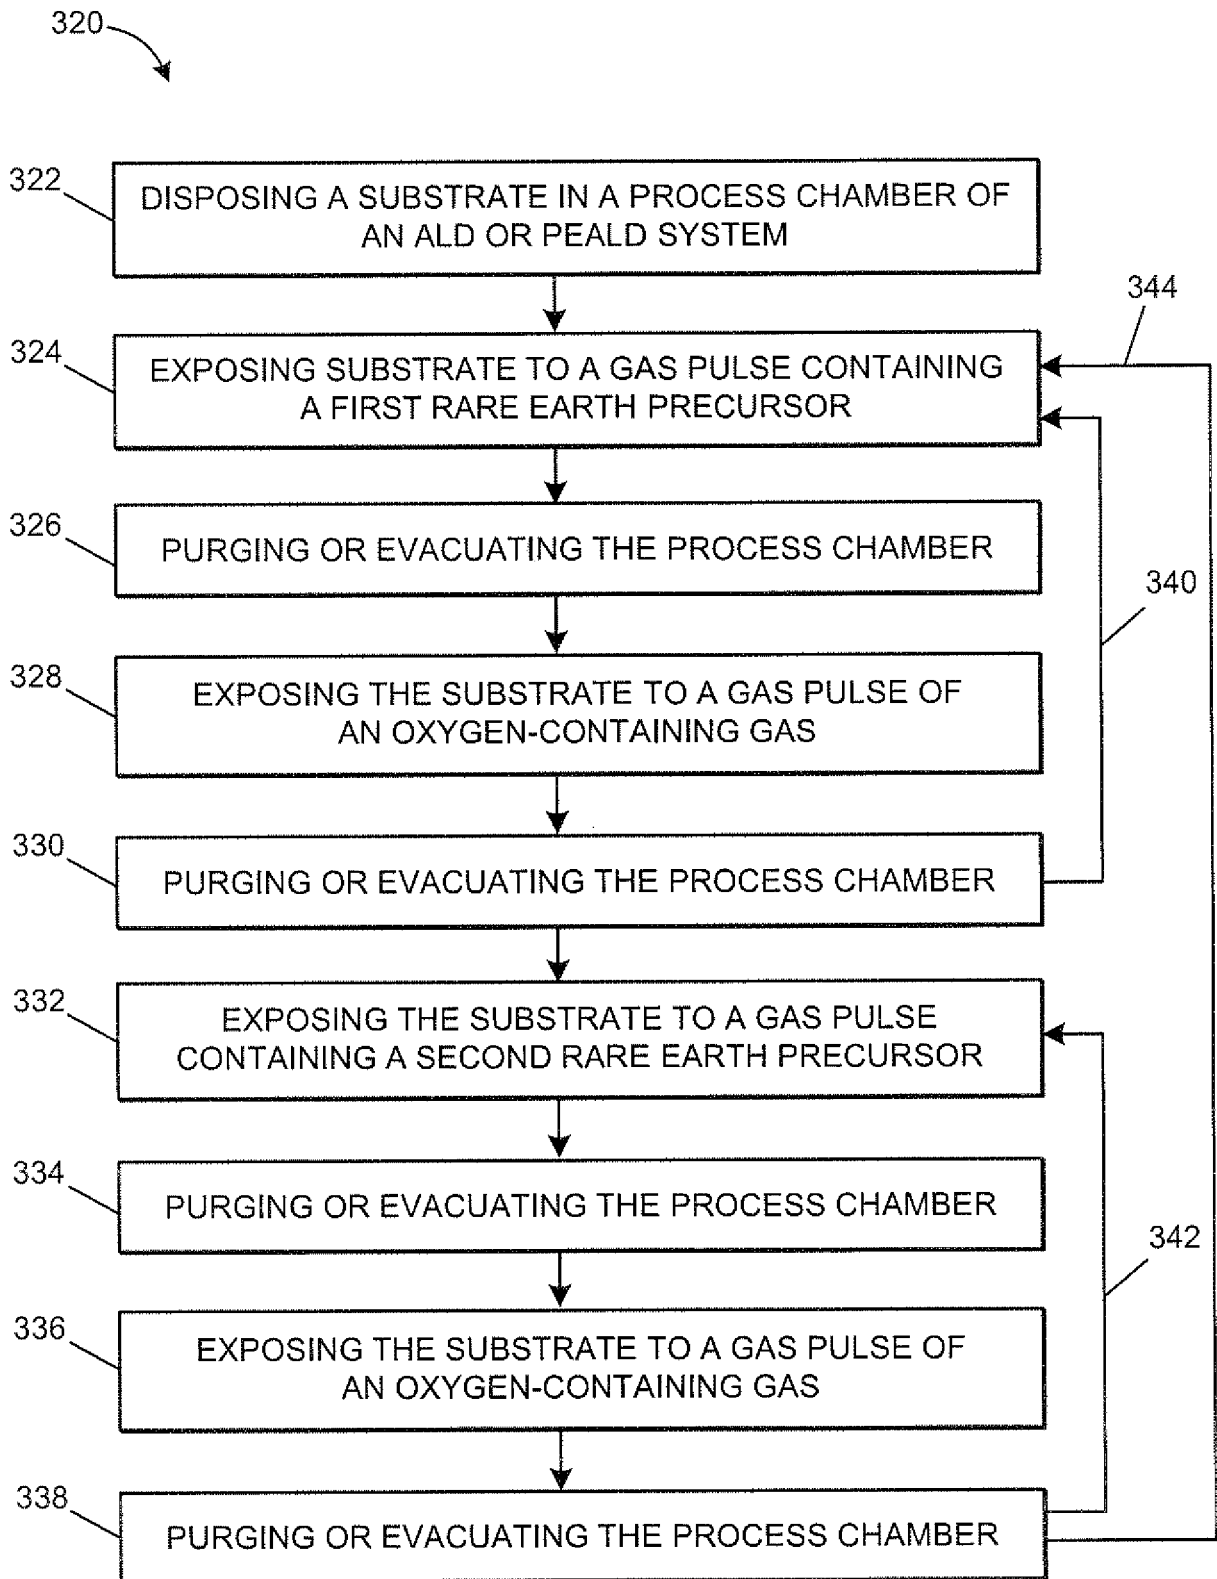 320
322
DISPOSING A SUBSTRATE IN A PROCESS CHAMBER OF
AN ALD OR PEALD SYSTEM
344
324
EXPOSING SUBSTRATE TO A GAS PULSE CONTAINING
A FIRST RARE EARTH PRECURSOR
326
PURGING OR EVACUATING THE PROCESS CHAMBER
340
328
EXPOSING THE SUBSTRATE TO A GAS PULSE OF
AN OXYGEN-CONTAINING GAS
330
PURGING OR EVACUATING THE PROCESS CHAMBER
332
EXPOSING THE SUBSTRATE TO A GAS PULSE
CONTAINING A SECOND RARE EARTH PRECURSOR
334
PURGING OR EVACUATING THE PROCESS CHAMBER
342
336
EXPOSING THE SUBSTRATE TO A GAS PULSE OF
AN OXYGEN-CONTAINING GAS
338
PURGING OR EVACUATING THE PROCESS CHAMBER